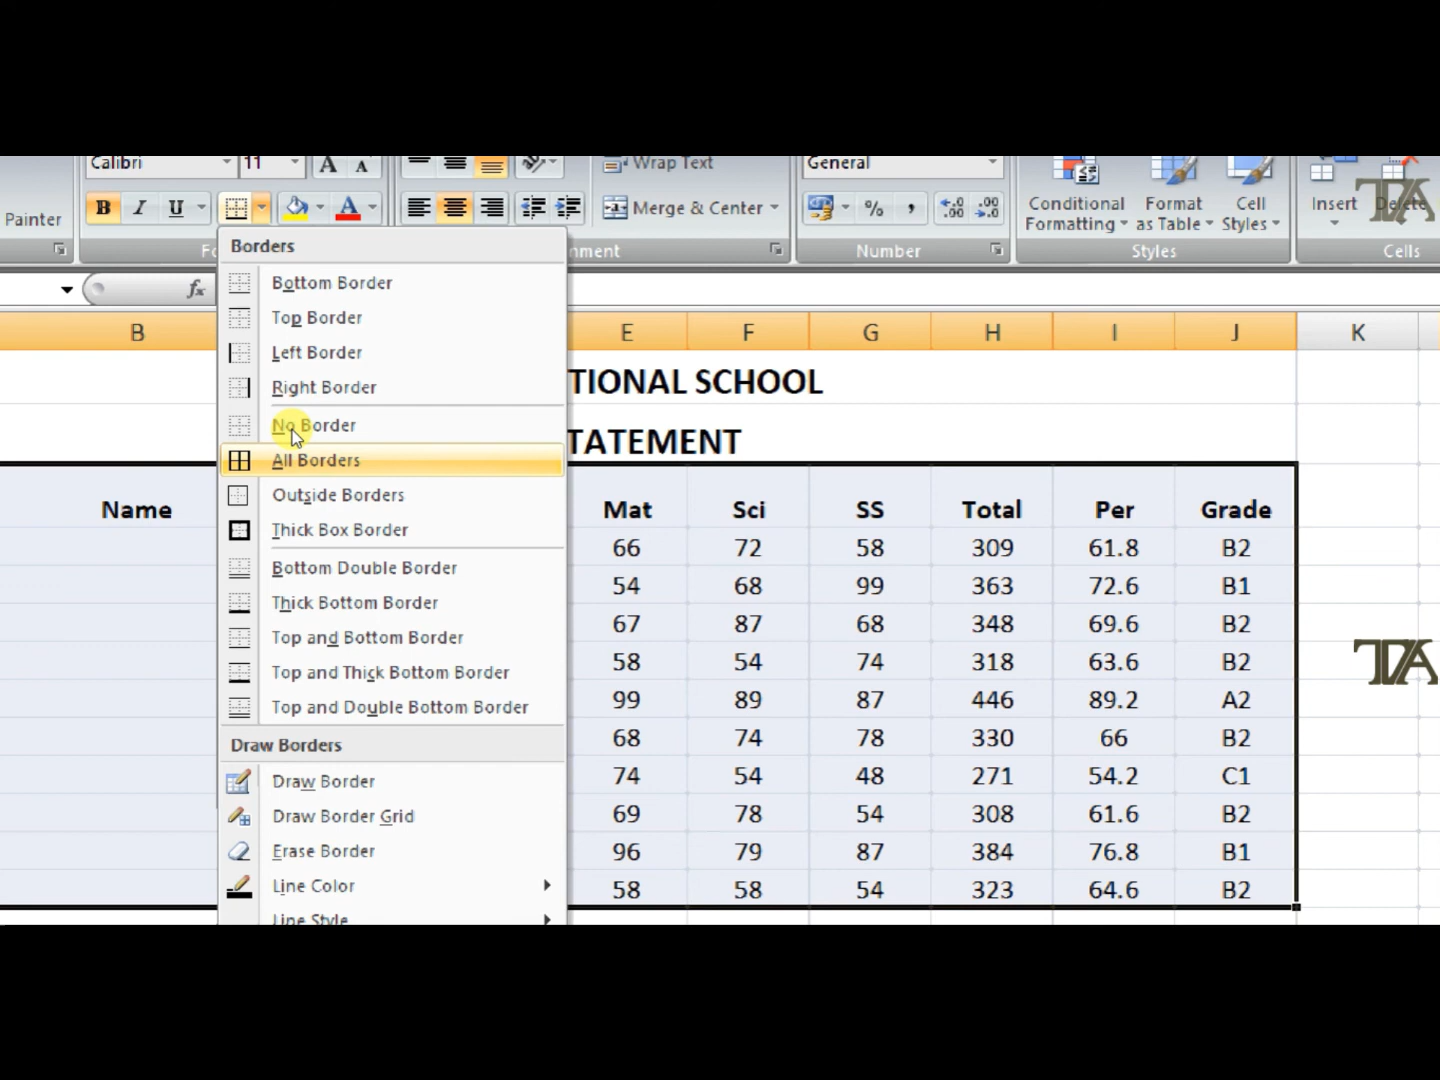 Calibri 11 A A Wrap Text General
Painter B I U A Merge & Center % , Conditional Formatting Format as Table Cell Styles Insert Delete
Number Styles Cells
fx
B E F G H I J K
TIONAL SCHOOL
TATEMENT
Name Mat Sci SS Total Per Grade
66 72 58 309 61.8 B2
54 68 99 363 72.6 B1
67 87 68 348 69.6 B2
58 54 74 318 63.6 B2
99 89 87 446 89.2 A2
68 74 78 330 66 B2
74 54 48 271 54.2 C1
69 78 54 308 61.6 B2
96 79 87 384 76.8 B1
58 58 54 323 64.6 B2
Borders
Bottom Border
Top Border
Left Border
Right Border
No Border
All Borders
Outside Borders
Thick Box Border
Bottom Double Border
Thick Bottom Border
Top and Bottom Border
Top and Thick Bottom Border
Top and Double Bottom Border
Draw Borders
Draw Border
Draw Border Grid
Erase Border
Line Color
Line Style
TA
TA